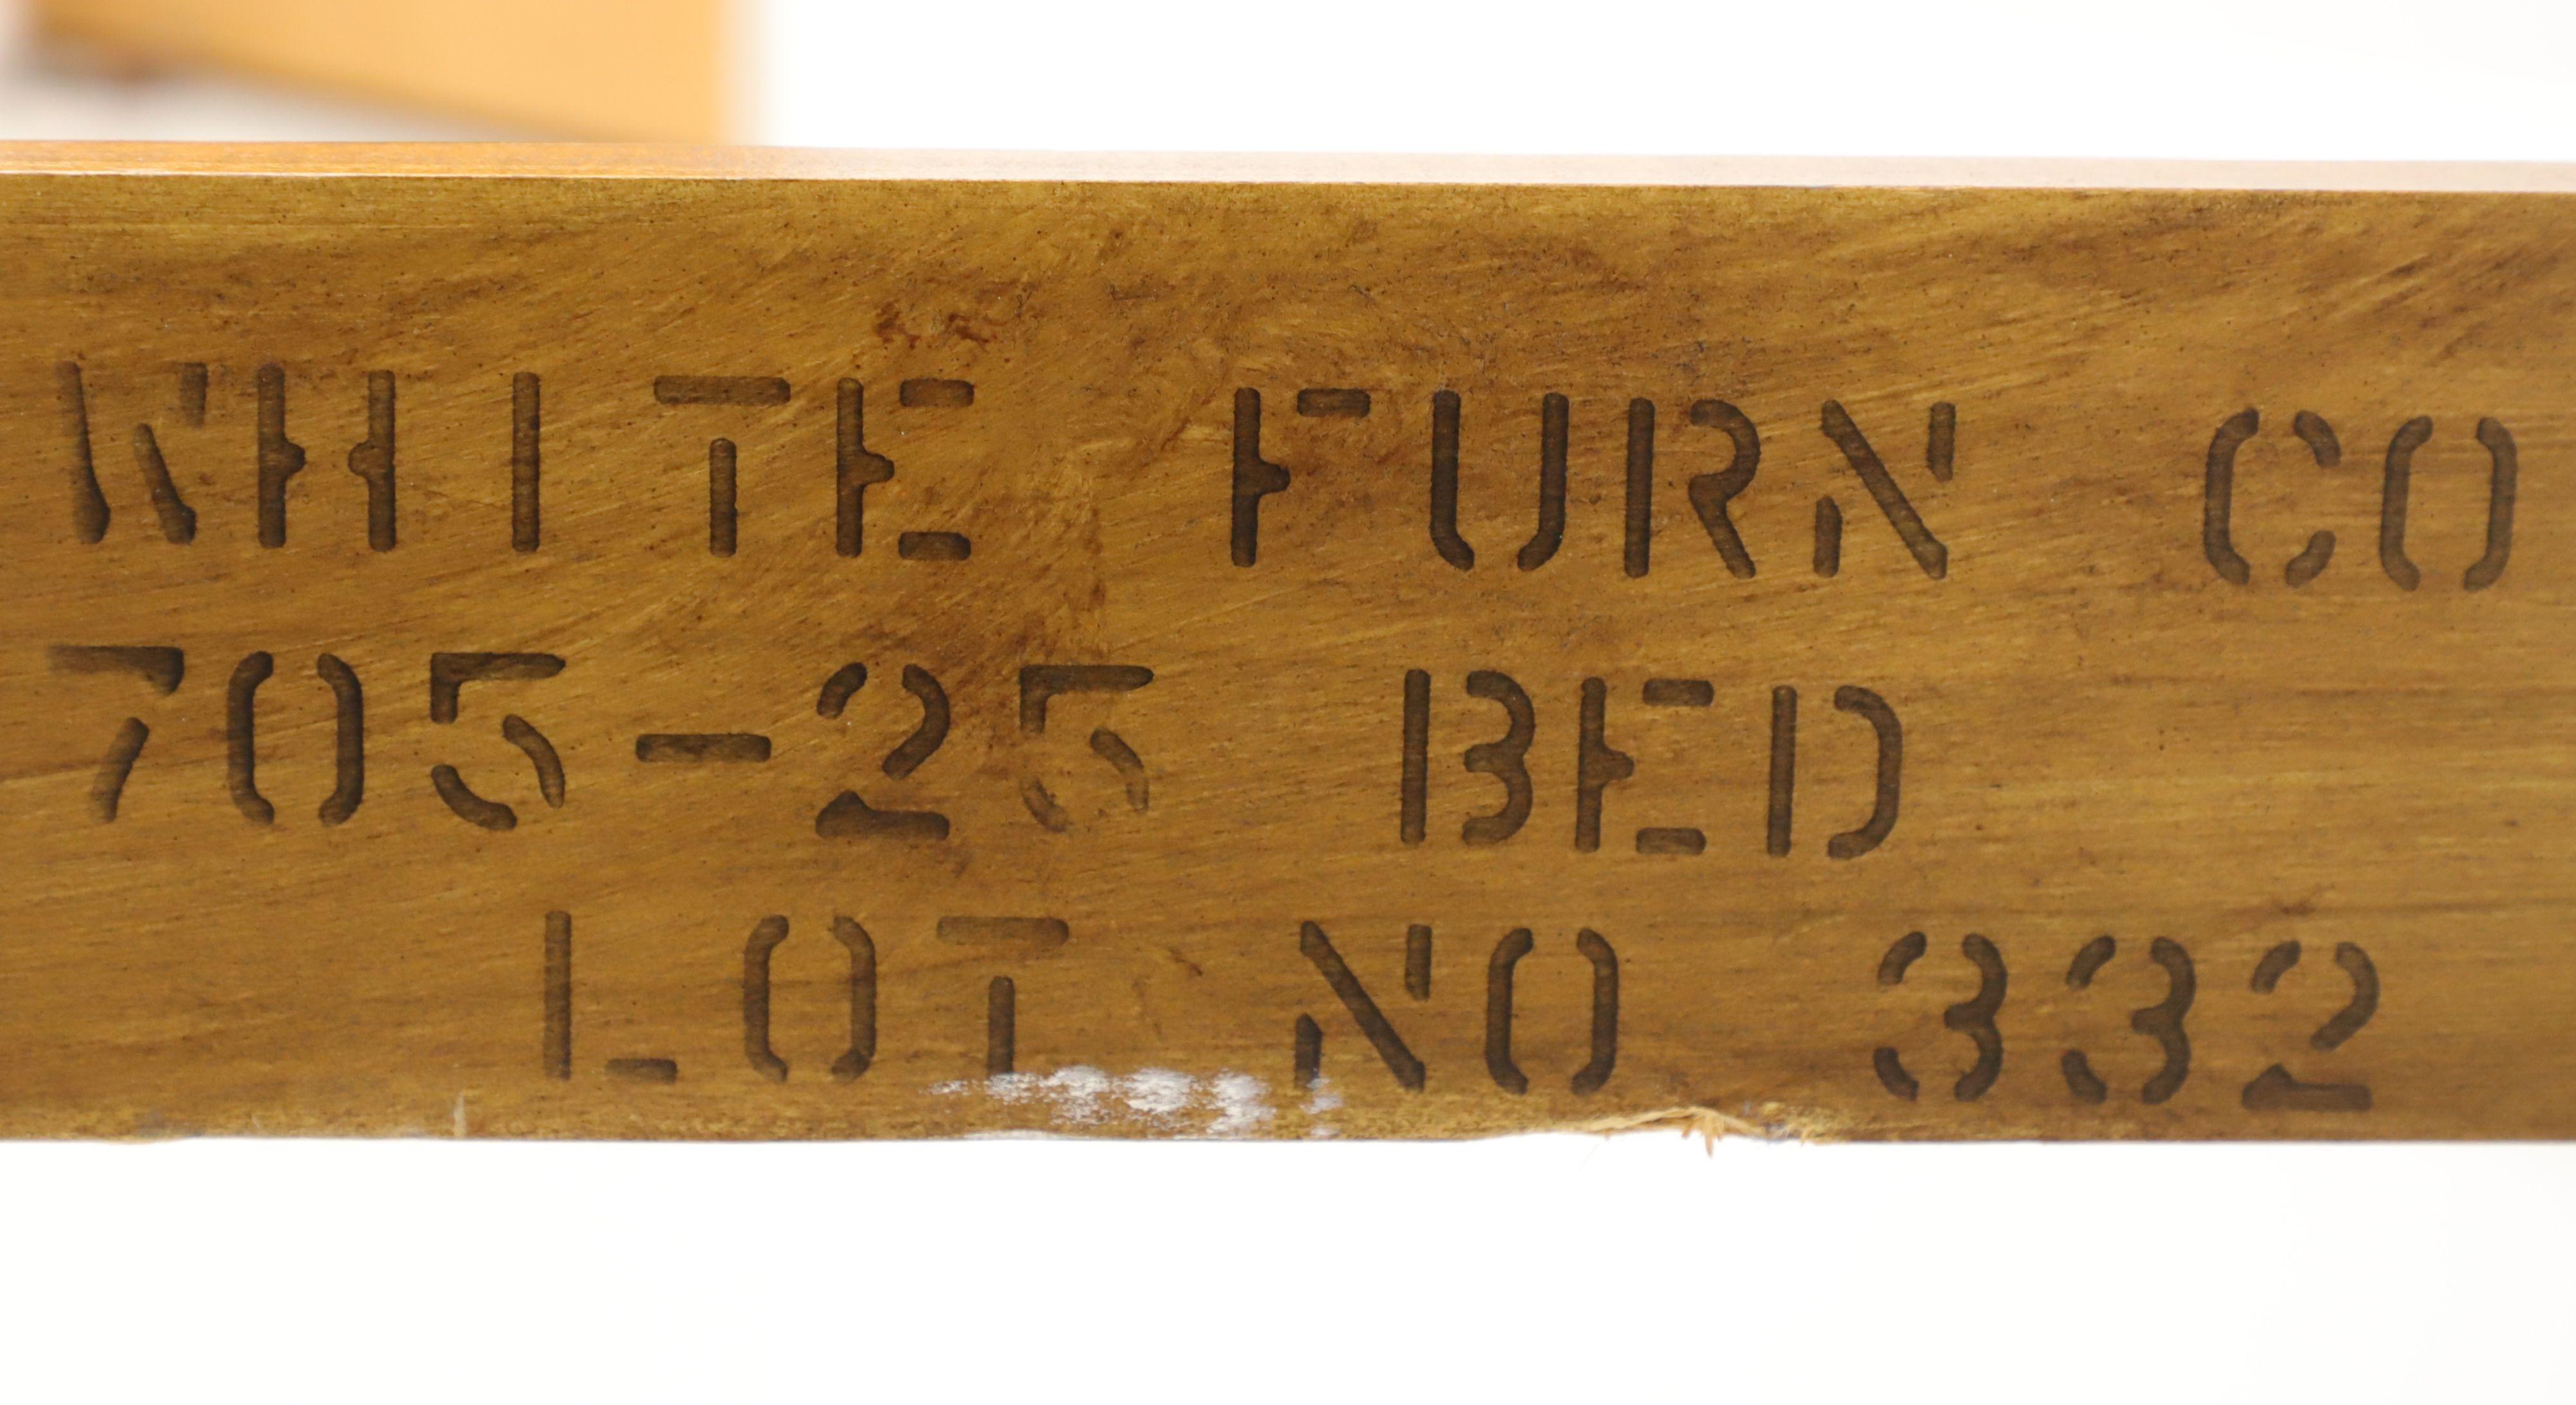 WHITE FURN CO
705-25 BED
LOT NO 332